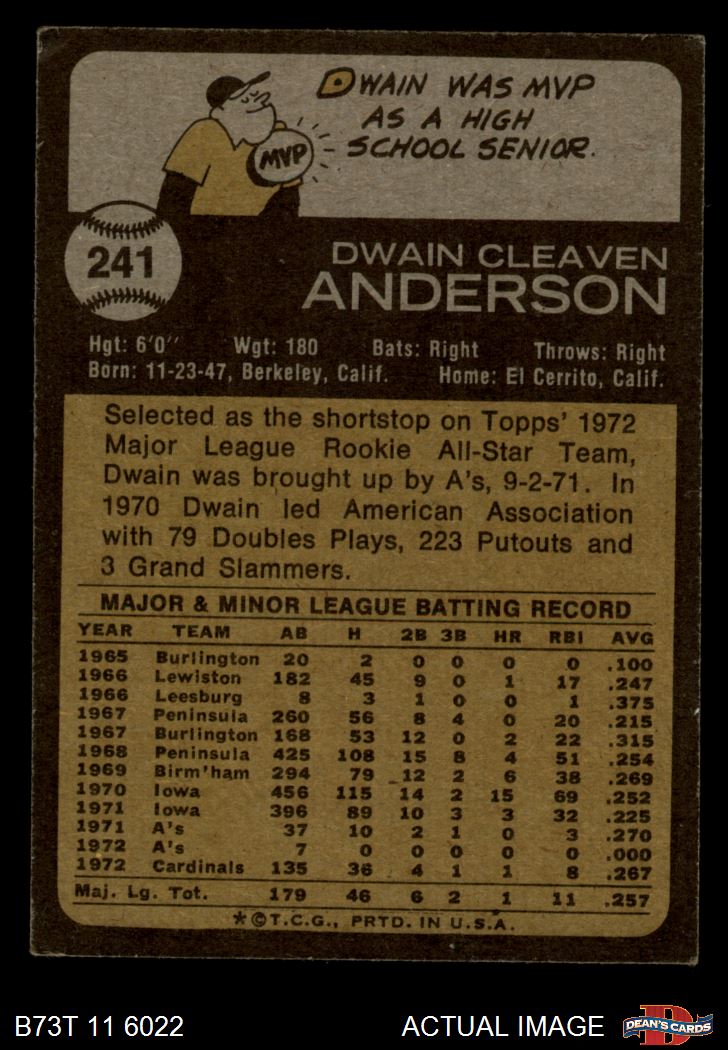 DWAIN WAS MVP
AS A HIGH
SCHOOL SENIOR.
MVP
241
DWAIN CLEAVEN
ANDERSON
Hgt: 6'0" Wgt: 180 Bats: Right Throws: Right
Born: 11-23-47, Berkeley, Calif. Home: El Cerrito, Calif.
Selected as the shortstop on Topps' 1972
Major League Rookie All-Star Team,
Dwain was brought up by A's, 9-2-71. In
1970 Dwain led American Association
with 79 Doubles Plays, 223 Putouts and
3 Grand Slammers.
MAJOR & MINOR LEAGUE BATTING RECORD
YEAR TEAM AB H 2B 3B HR RBI AVG
1965 Burlington 20 2 0 0 0 0 .100
1966 Lewiston 182 45 9 0 1 17 .247
1966 Leesburg 8 3 1 0 0 1 .375
1967 Peninsula 260 56 8 4 0 20 .215
1967 Burlington 168 53 12 0 2 22 .315
1968 Peninsula 425 108 15 8 4 51 .254
1969 Birm'ham 294 79 12 2 6 38 .269
1970 Iowa 456 115 14 2 15 69 .252
1971 Iowa 396 89 10 3 3 32 .225
1971 A's 37 10 2 1 0 3 .270
1972 A's 7 0 0 0 0 0 .000
1972 Cardinals 135 36 4 1 1 8 .267
Maj. Lg. Tot. 179 46 6 2 1 11 .257
*©T.C.G., PRTD. IN U.S.A.
B73T 11 6022 ACTUAL IMAGE
D
DEAN'S CARDS